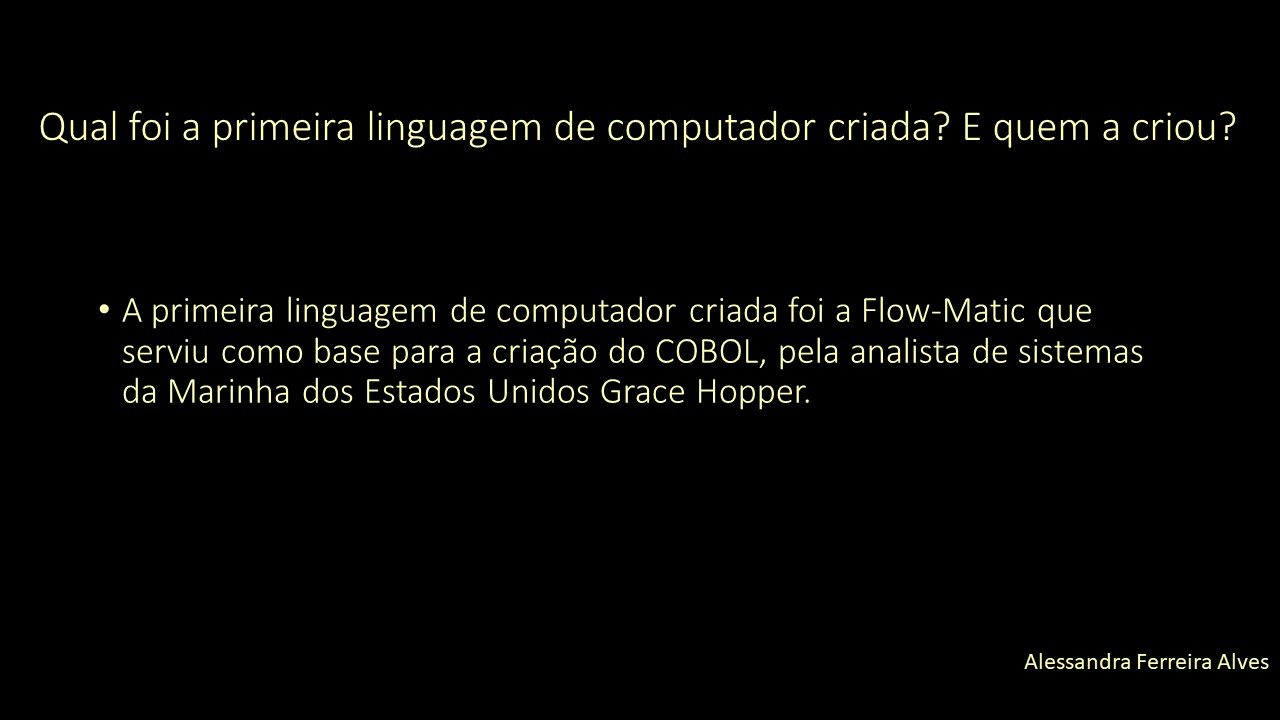 Qual foi a primeira linguagem de computador criada? E quem a criou?
• A primeira linguagem de computador criada foi a Flow-Matic que
serviu como base para a criação do COBOL, pela analista de sistemas
da Marinha dos Estados Unidos Grace Hopper.
Alessandra Ferreira Alves